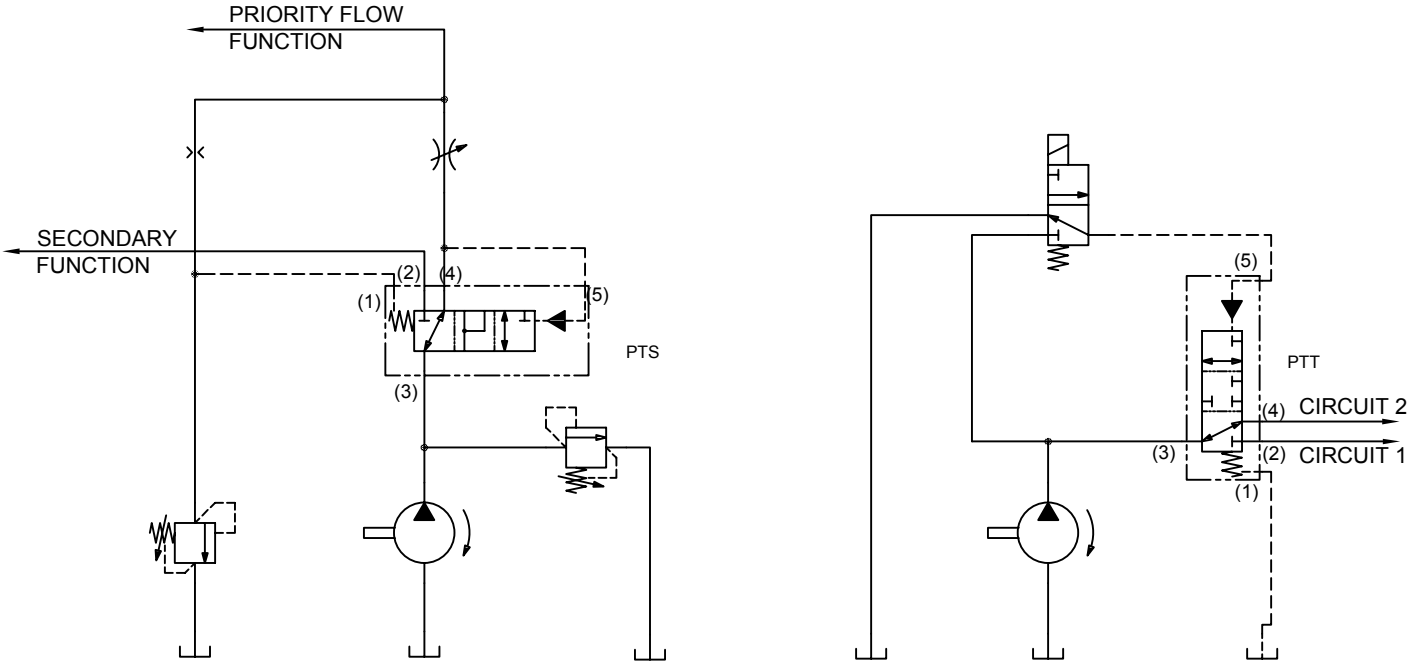 PRIORITY FLOW
FUNCTION
SECONDARY
FUNCTION
(2)
(4)
(1)
(5)
PTS
(3)
(5)
PTT
(4)
CIRCUIT 2
(3)
(2)
CIRCUIT 1
(1)